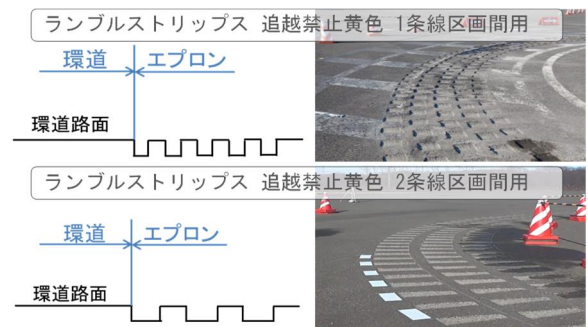 ランブルストリップス 追越禁止黄色 1条線区画間用
環道
エプロン
環道路面
ランブルストリップス 追越禁止黄色 2条線区画間用
環道
エプロン
環道路面